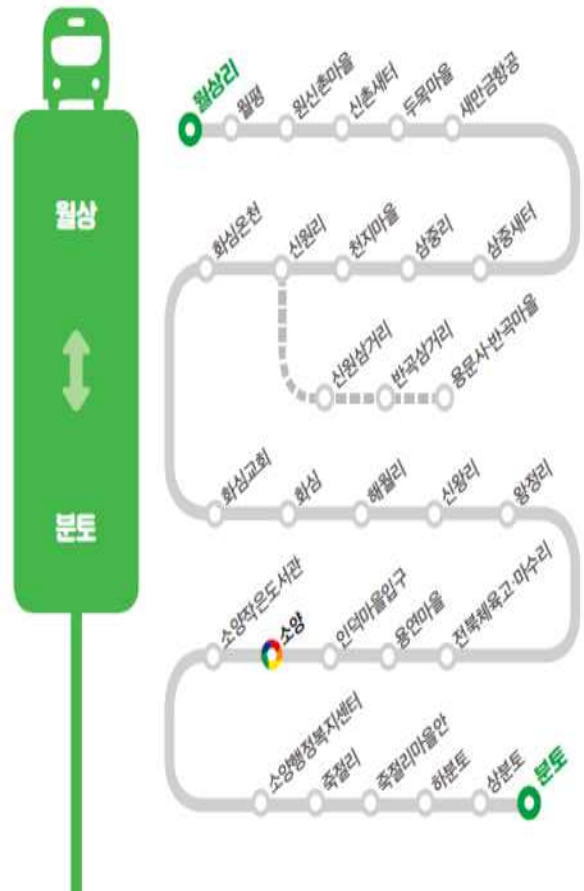 월상
분토
월상리
월평
원신촌마을
신촌새터
두목마을
새만금항공
화심온천
신원리
천지마을
삼중리
삼중새터
신원삼거리
반곡삼거리
용문사·반곡마을
화심교회
화심
해월리
신왕리
왕정리
소양작은도서관
소양
인덕마을입구
용연마을
전북체육고·마수리
소양행정복지센터
죽절리
죽절리마을안
하분토
상분토
분토